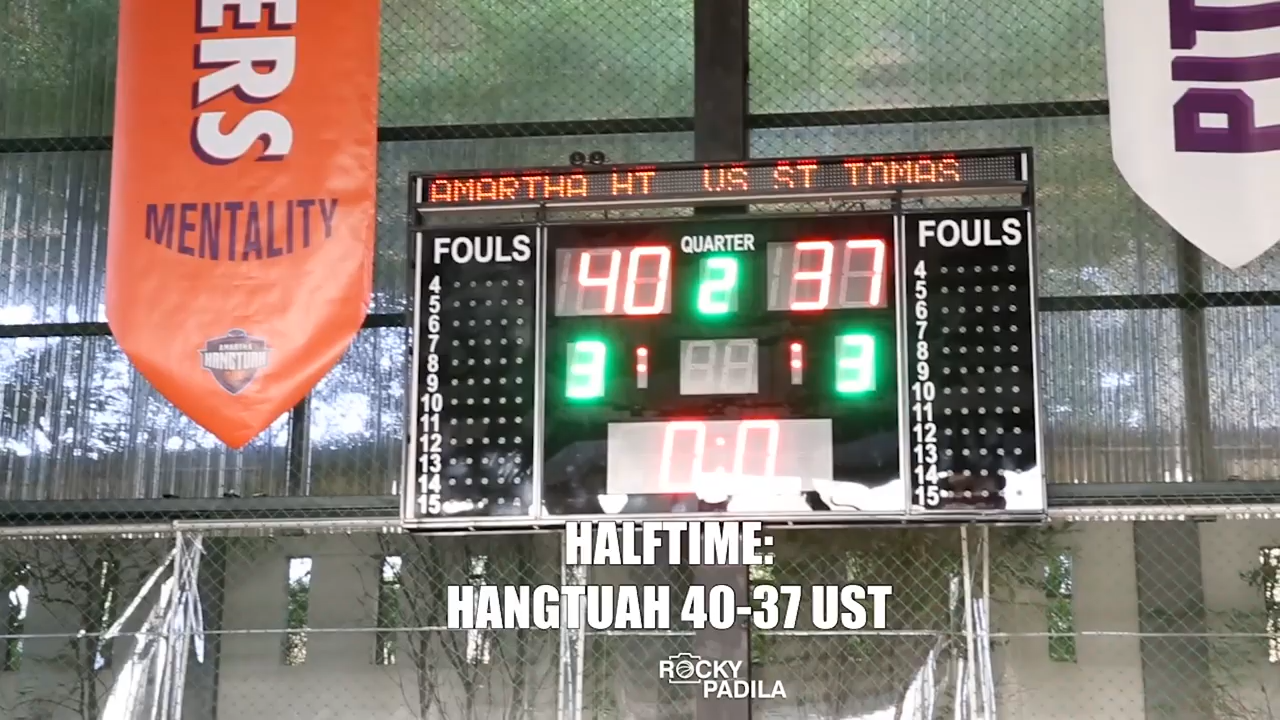 ERS
MENTALITY
AMARTHA
HANGTUAH
PIT
AMARTHA HT VS ST TOMAS
FOULS
QUARTER
FOULS
40
2
37
3
3
0:0
4
5
6
7
8
9
10
11
12
13
14
15
4
5
6
7
8
9
10
11
12
13
14
15
HALFTIME:
HANGTUAH 40-37 UST
ROCKY
PADILA